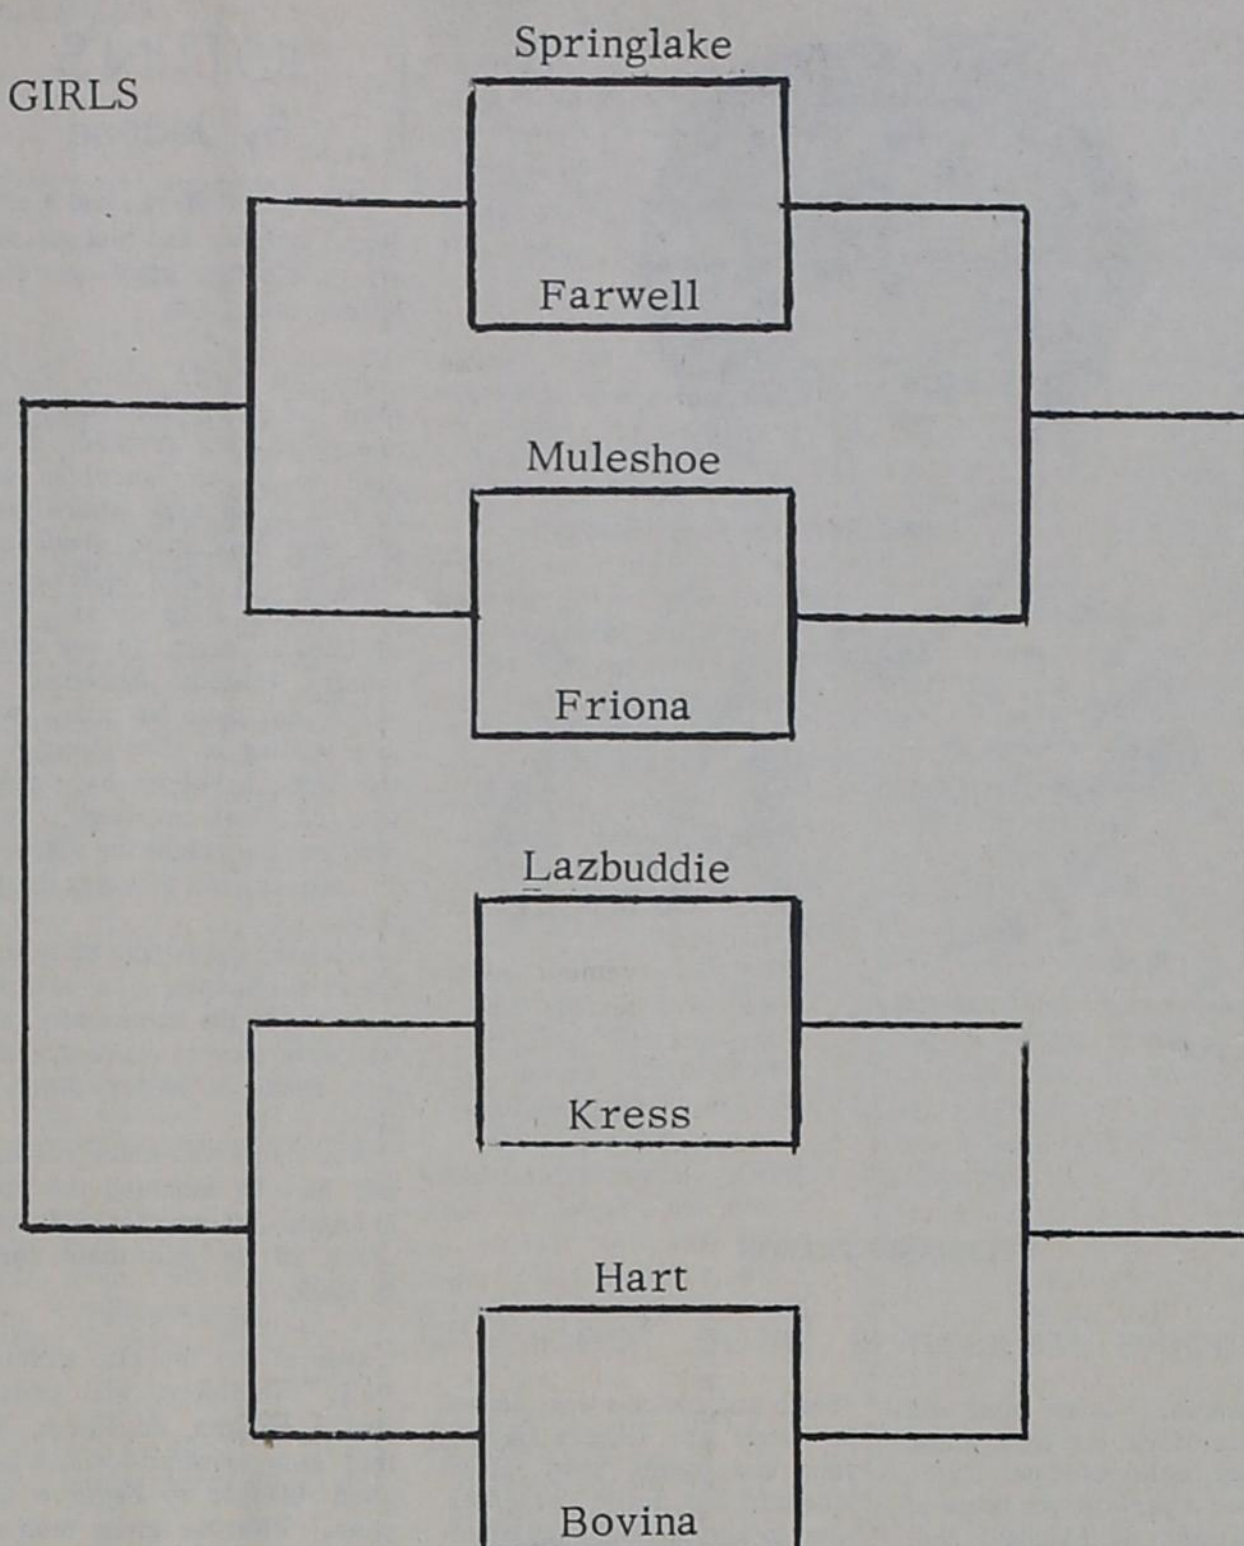 GIRLS
Springlake
Farwell
Muleshoe
Friona
Lazbuddie
Kress
Hart
Bovina